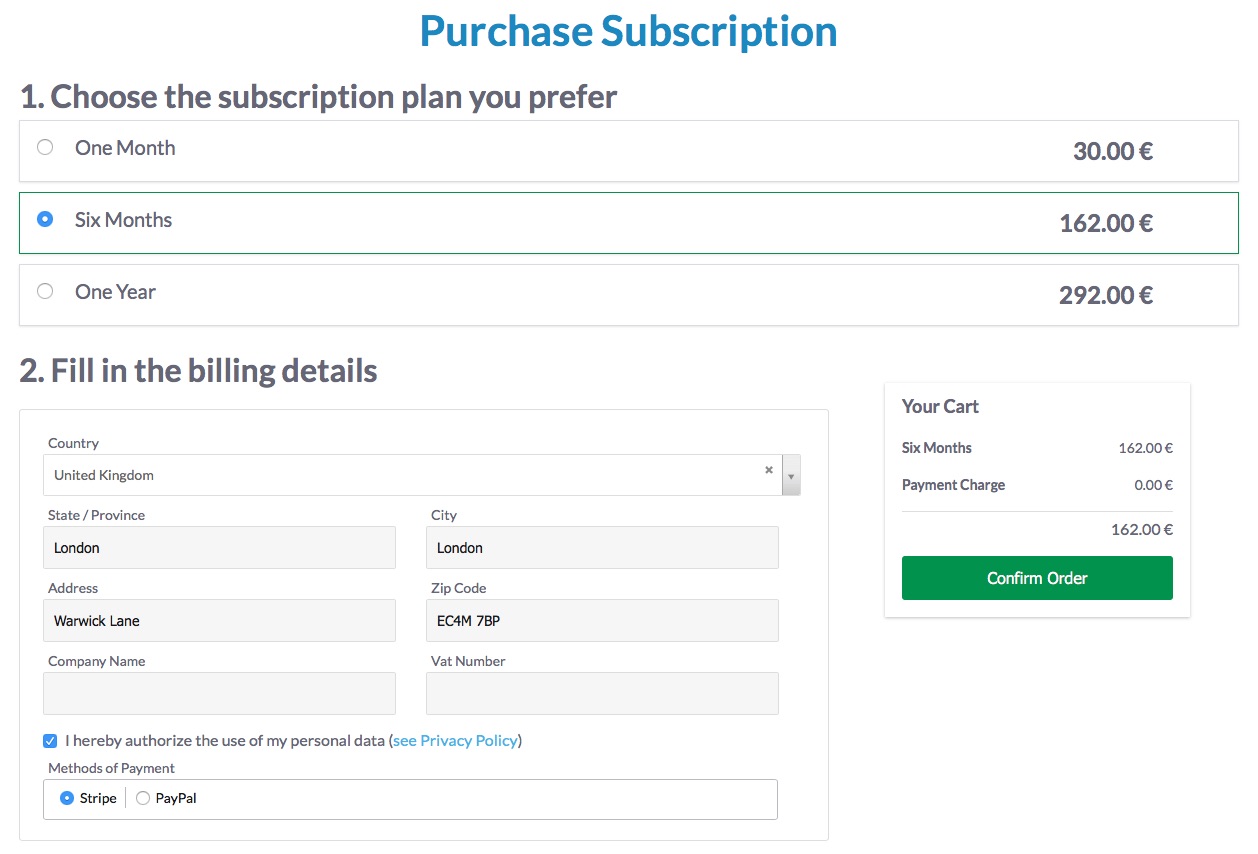 Purchase Subscription
1. Choose the subscription plan you prefer
One Month 30.00 €
Six Months 162.00 €
One Year 292.00 €
2. Fill in the billing details
Country
United Kingdom ×
State / Province City
London London
Address Zip Code
Warwick Lane EC4M 7BP
Company Name Vat Number
I hereby authorize the use of my personal data (see Privacy Policy)
Methods of Payment
Stripe PayPal
Your Cart
Six Months 162.00 €
Payment Charge 0.00 €
162.00 €
Confirm Order